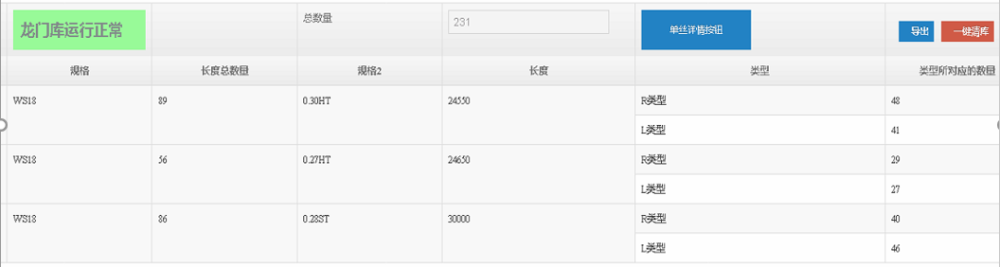 龙门库运行正常 总数量 231 单丝详情按钮 导出 一键清库
规格 长度总数量 规格2 长度 类型 类型所对应的数量
WS18 89 0.30HT 24550 R类型 48
L类型 41
WS18 56 0.27HT 24650 R类型 29
L类型 27
WS18 86 0.28ST 30000 R类型 40
L类型 46